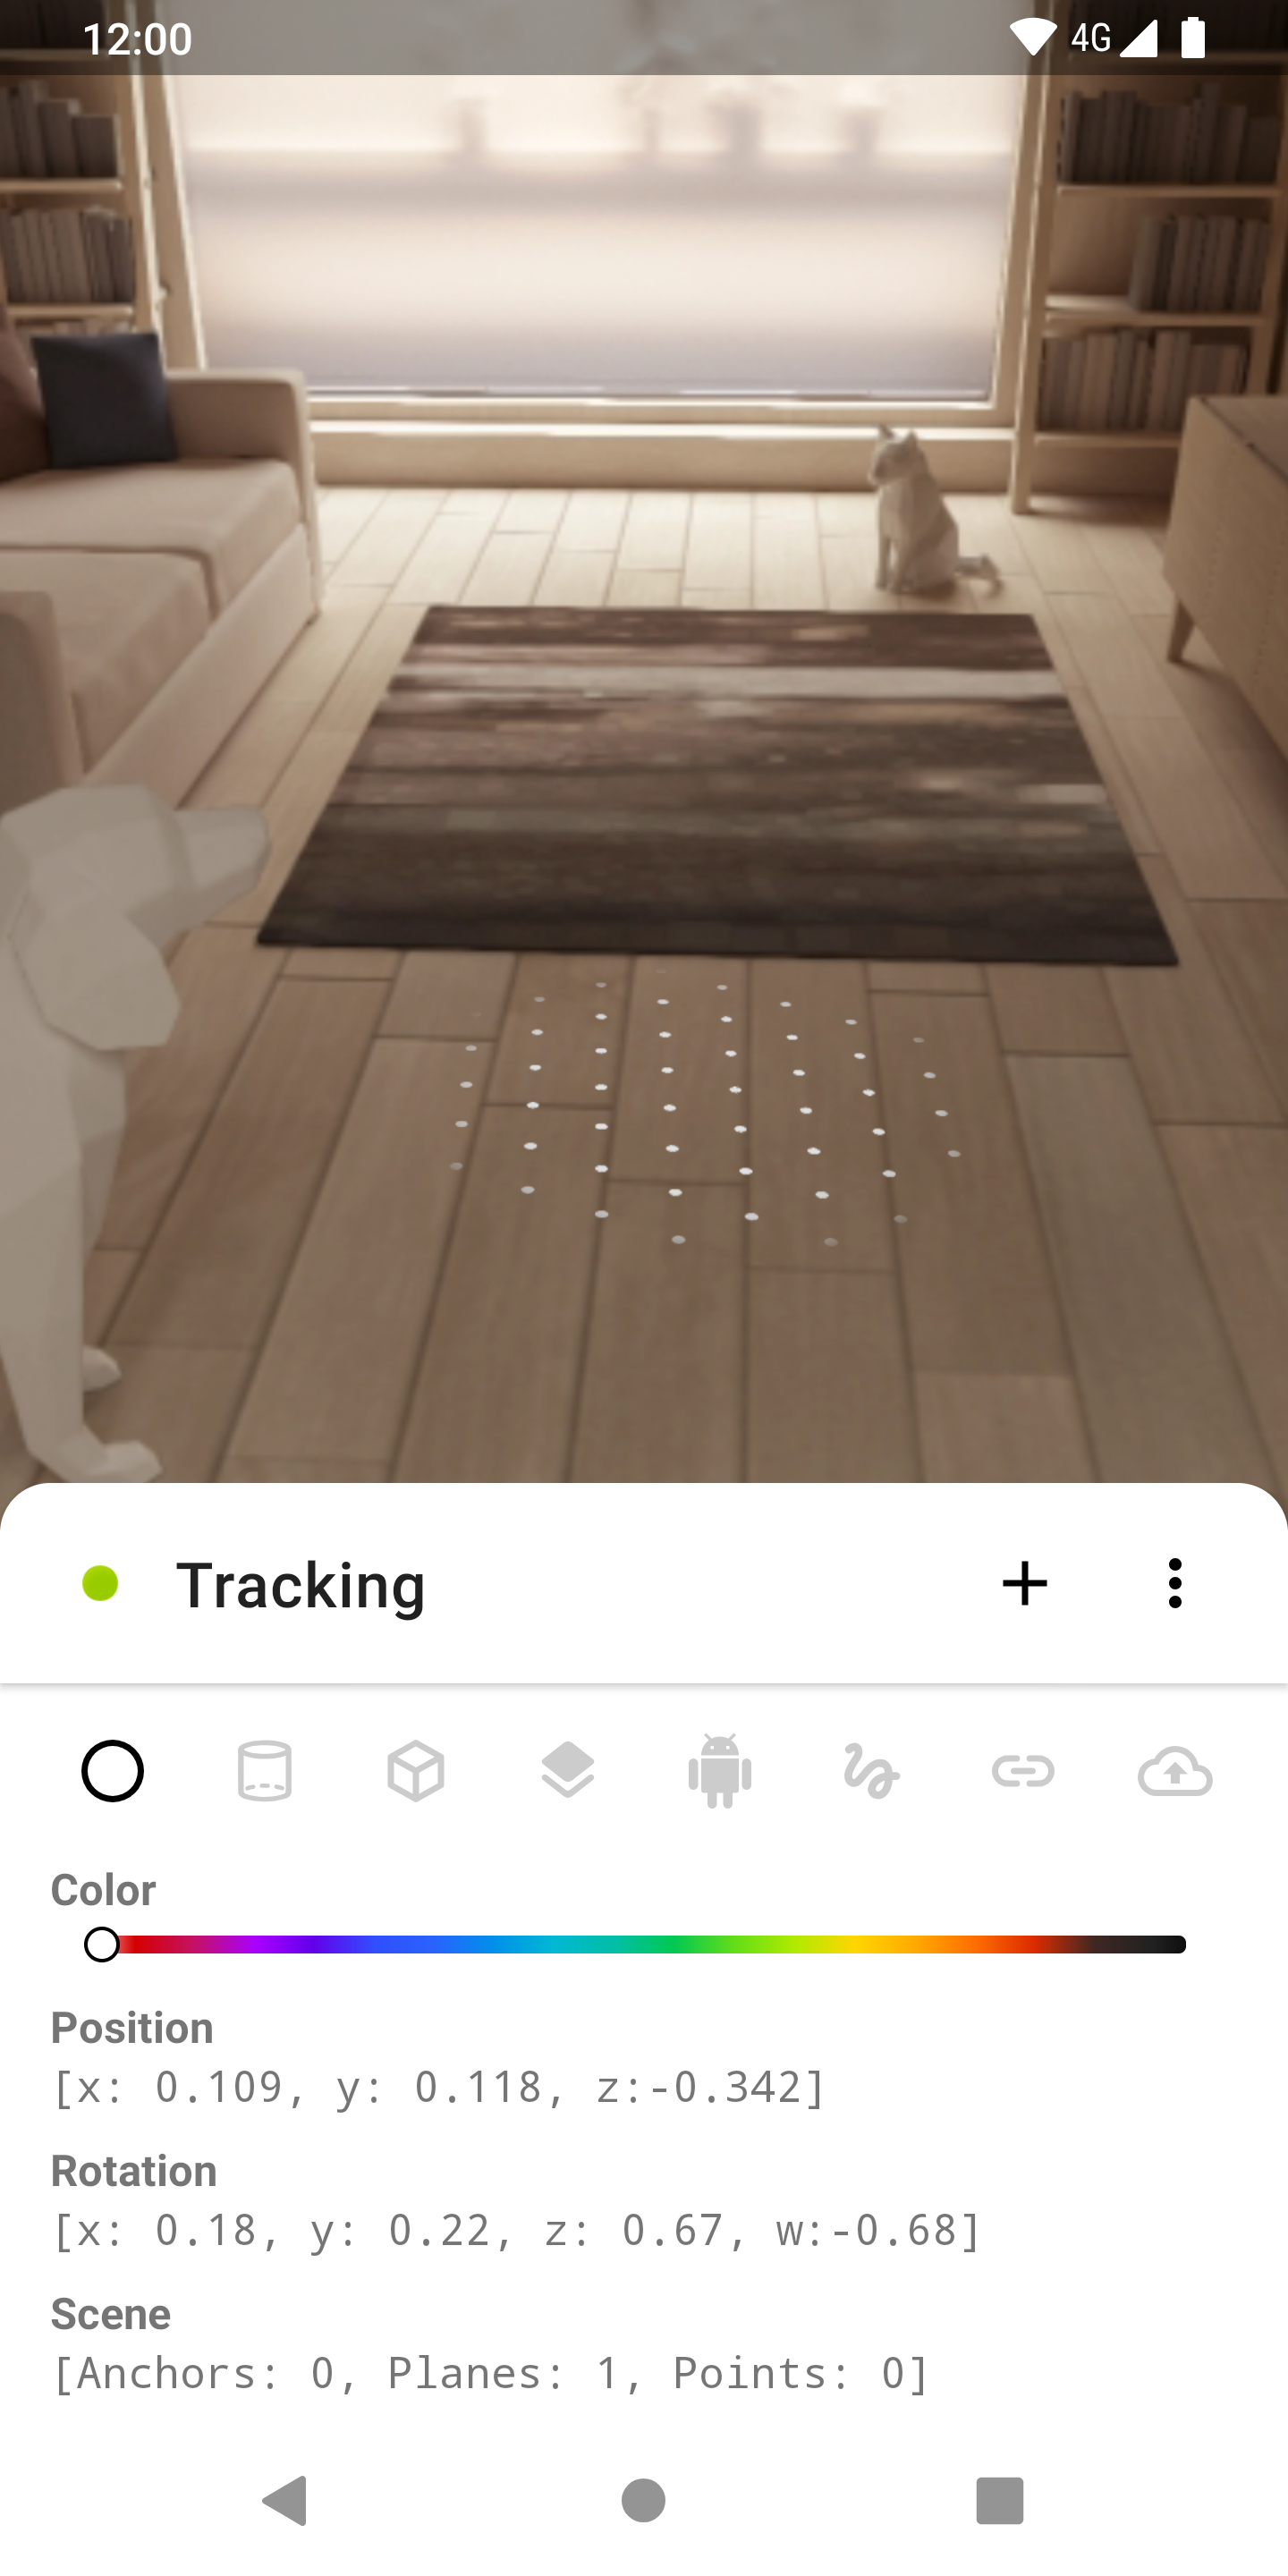 12:00 4G
Tracking
Color
Position
[x: 0.109, y: 0.118, z:-0.342]
Rotation
[x: 0.18, y: 0.22, z: 0.67, w:-0.68]
Scene
[Anchors: 0, Planes: 1, Points: 0]